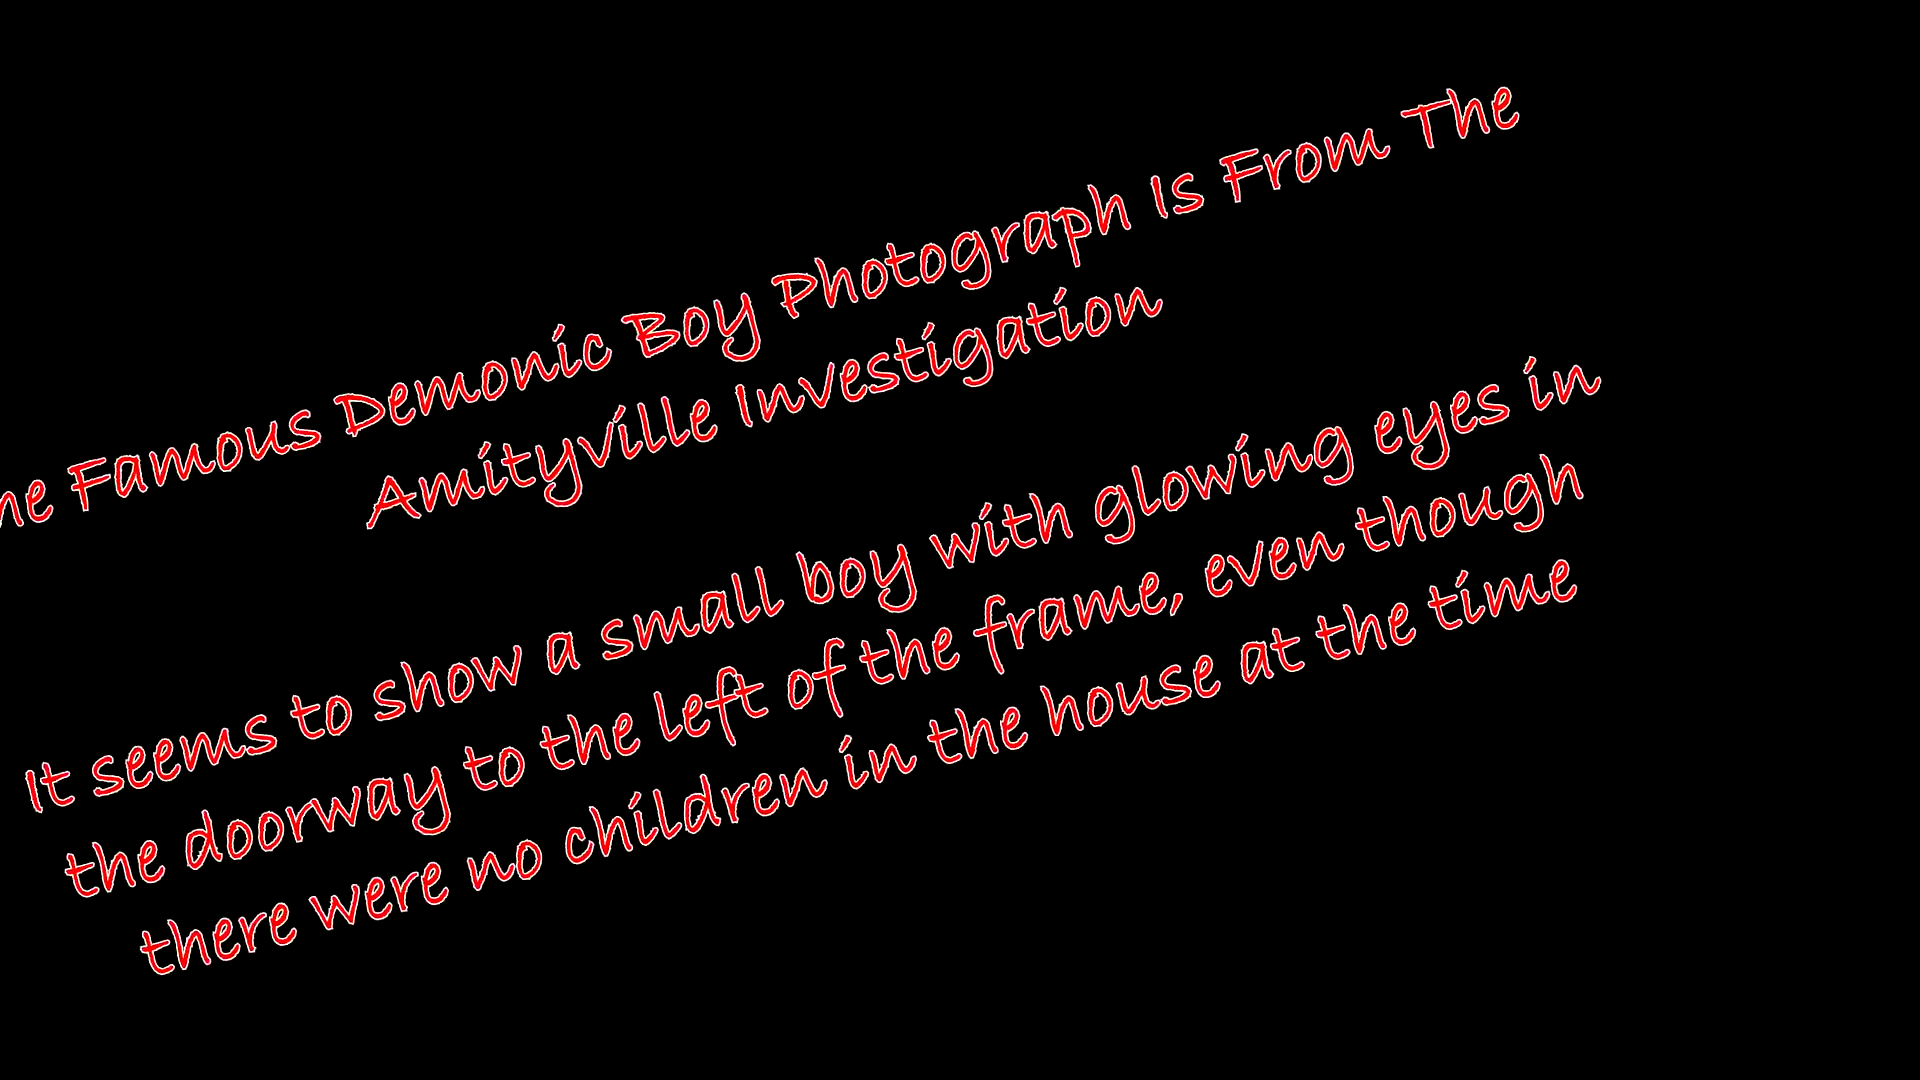 ne Famous Demonic Boy Photograph Is From The
Amityville Investigation
It seems to show a small boy with glowing eyes in
the doorway to the left of the frame, even though
there were no children in the house at the time